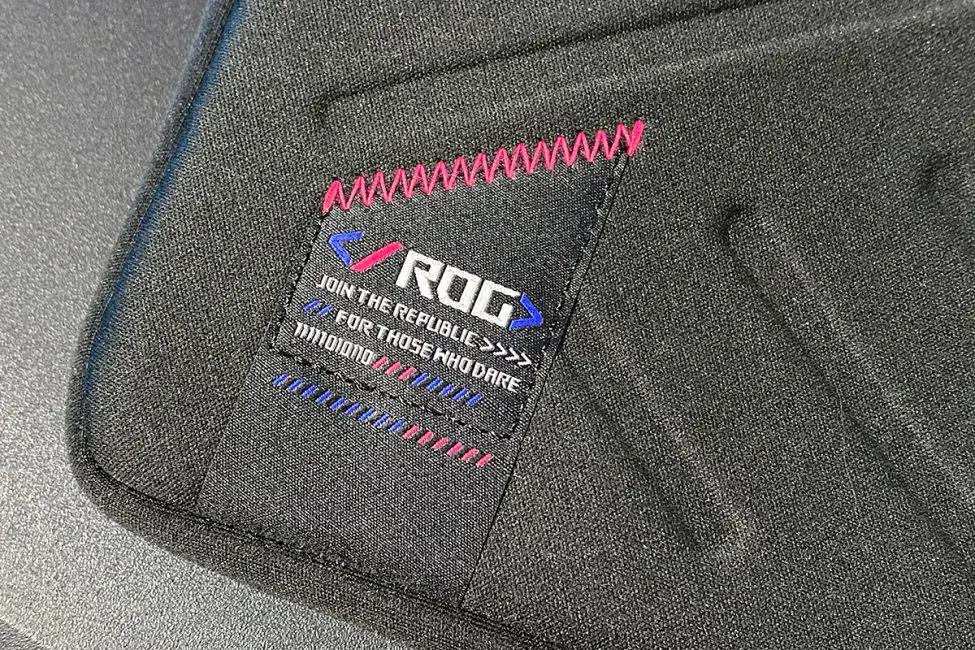 </ROG>
JOIN THE REPUBLIC >>>>
// FOR THOSE WHO DARE